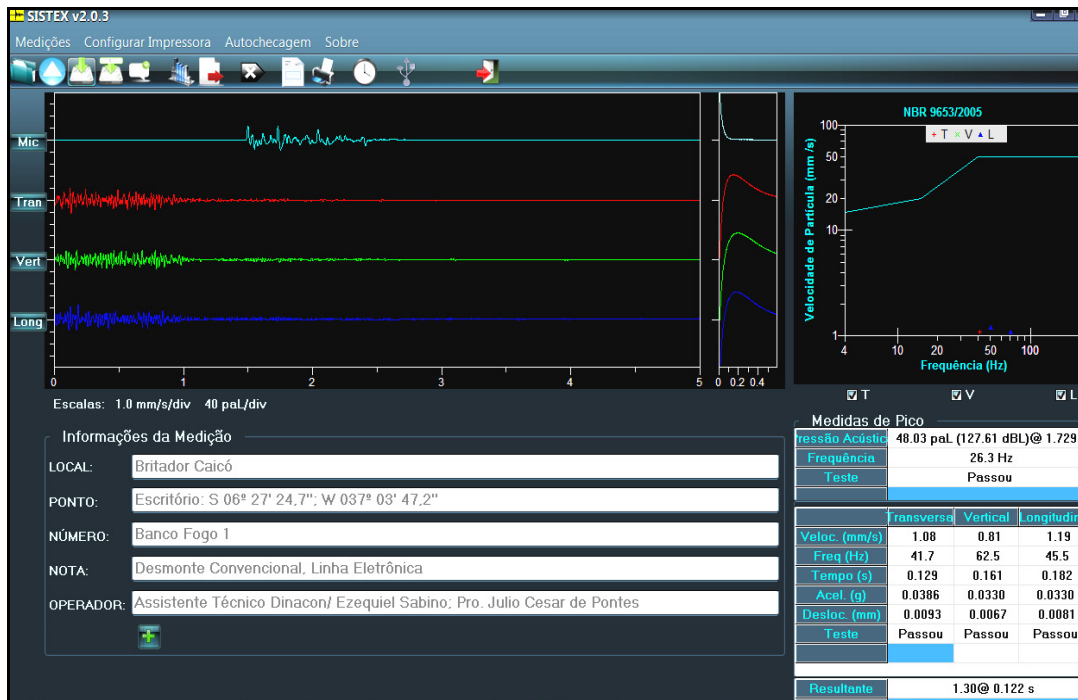 SISTEX v2.0.3
Medições Configurar Impressora Autochecagem Sobre
Mic
Tran
Vert
Long
0 1 2 3 4 5 0 0.2 0.4
Escalas: 1.0 mm/s/div 40 paL/div
NBR 9653/2005
+ T × V ▲ L
Velocidade de Partícula (mm /s)
100
50
20
10
1
4 10 20 50 100
Frequência (Hz)
T V L
Informações da Medição
LOCAL: Britador Caicó
PONTO: Escritório: S 06º 27' 24,7"; W 037º 03' 47,2"
NÚMERO: Banco Fogo 1
NOTA: Desmonte Convencional, Linha Eletrônica
OPERADOR: Assistente Técnico Dinacon/ Ezequiel Sabino; Pro. Julio Cesar de Pontes
Medidas de Pico
ressão Acústic 48.03 paL (127.61 dBL)@ 1.729
Frequência 26.3 Hz
Teste Passou
Transversa Vertical Longitudin
Veloc. (mm/s) 1.08 0.81 1.19
Freq (Hz) 41.7 62.5 45.5
Tempo (s) 0.129 0.161 0.182
Acel. (g) 0.0386 0.0330 0.0330
Desloc. (mm) 0.0093 0.0067 0.0081
Teste Passou Passou Passou
Resultante 1.30@ 0.122 s